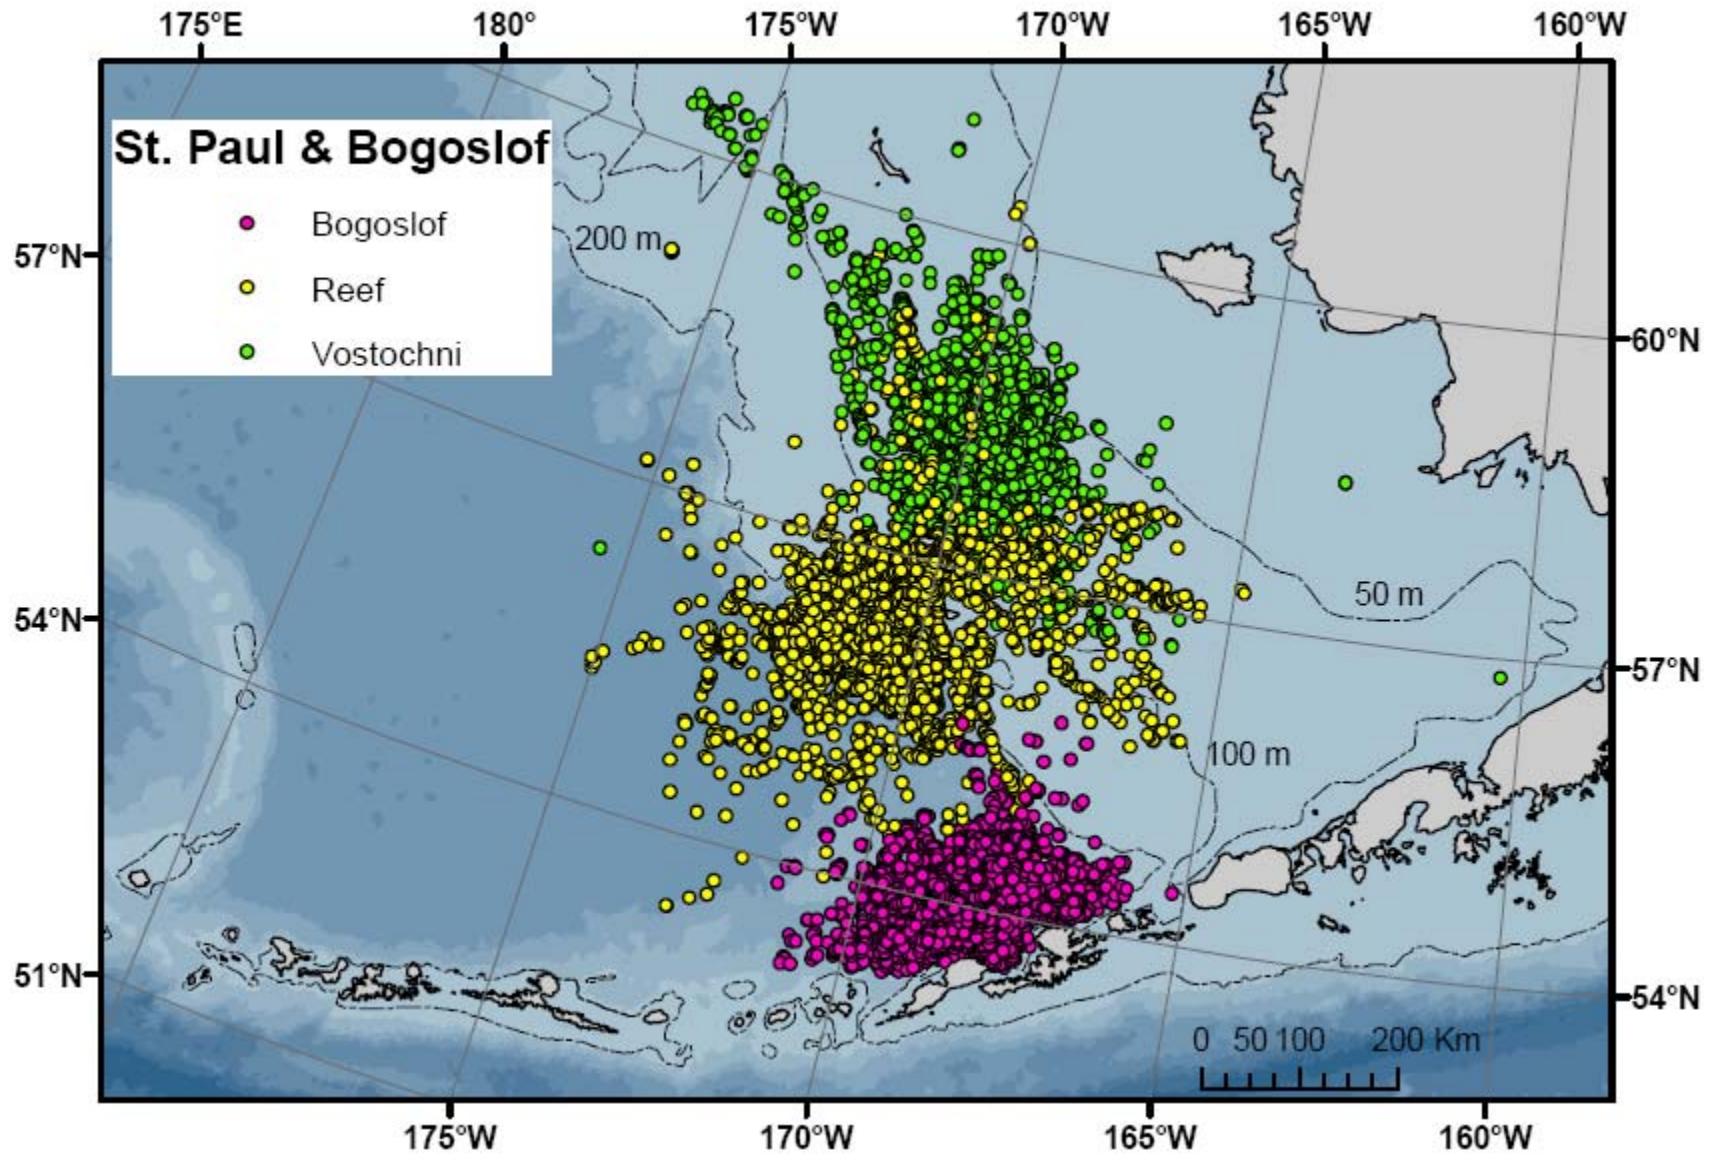 175°E 180° 175°W 170°W 165°W 160°W
St. Paul & Bogoslof
Bogoslof
Reef
Vostochni
200 m
57°N
60°N
50 m
54°N
57°N
100 m
51°N
54°N
0 50 100 200 Km
175°W 170°W 165°W 160°W